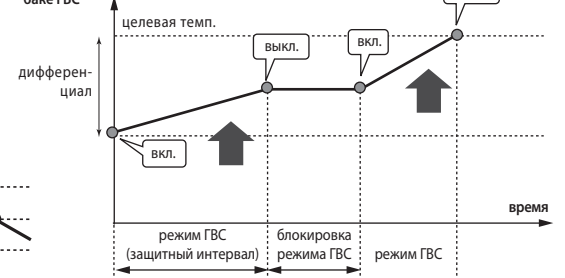 баке ГВС
целевая темп.
выкл.
вкл.
дифферен-
циал
вкл.
время
режим ГВС
(защитный интервал)
блокировка
режима ГВС
режим ГВС